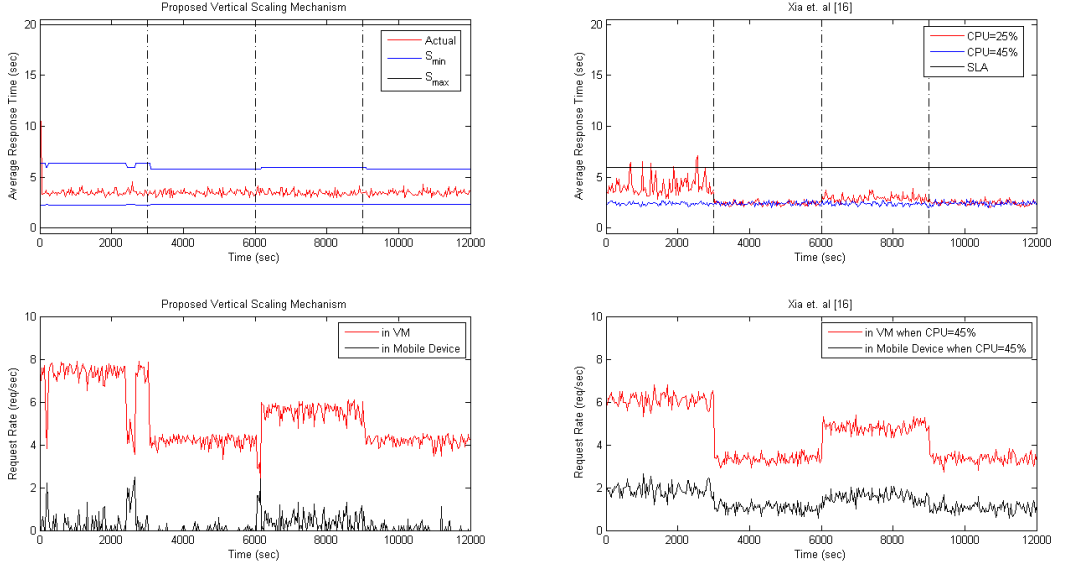 Proposed Vertical Scaling Mechanism
20
15
10
5
0
Average Response Time (sec)
Actual
S_min
S_max
0 2000 4000 6000 8000 10000 12000
Time (sec)
Xia et. al [16]
20
15
10
5
0
Average Response Time (sec)
CPU=25%
CPU=45%
SLA
0 2000 4000 6000 8000 10000 12000
Time (sec)
Proposed Vertical Scaling Mechanism
10
8
6
4
2
0
Request Rate (req/sec)
in VM
in Mobile Device
0 2000 4000 6000 8000 10000 12000
Time (sec)
Xia et. al [16]
10
8
6
4
2
0
Request Rate (req/sec)
in VM when CPU=45%
in Mobile Device when CPU=45%
0 2000 4000 6000 8000 10000 12000
Time (sec)